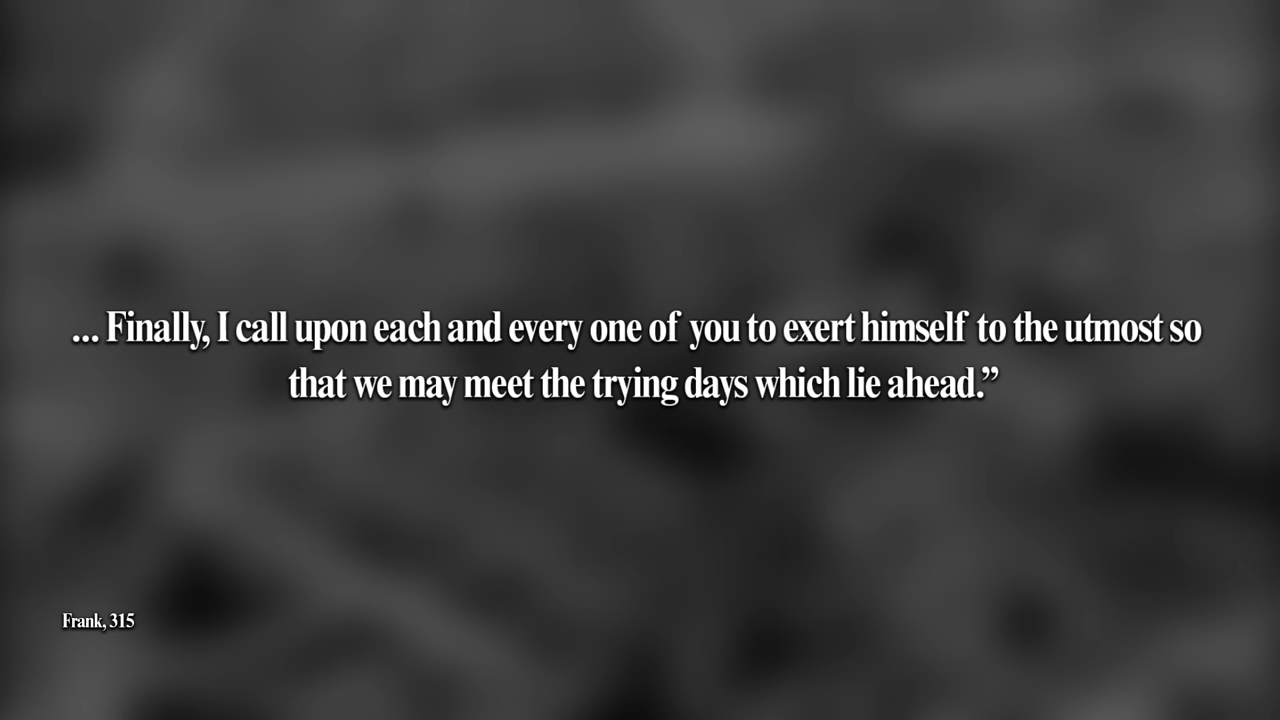 ... Finally, I call upon each and every one of you to exert himself to the utmost so
that we may meet the trying days which lie ahead.”
Frank, 315